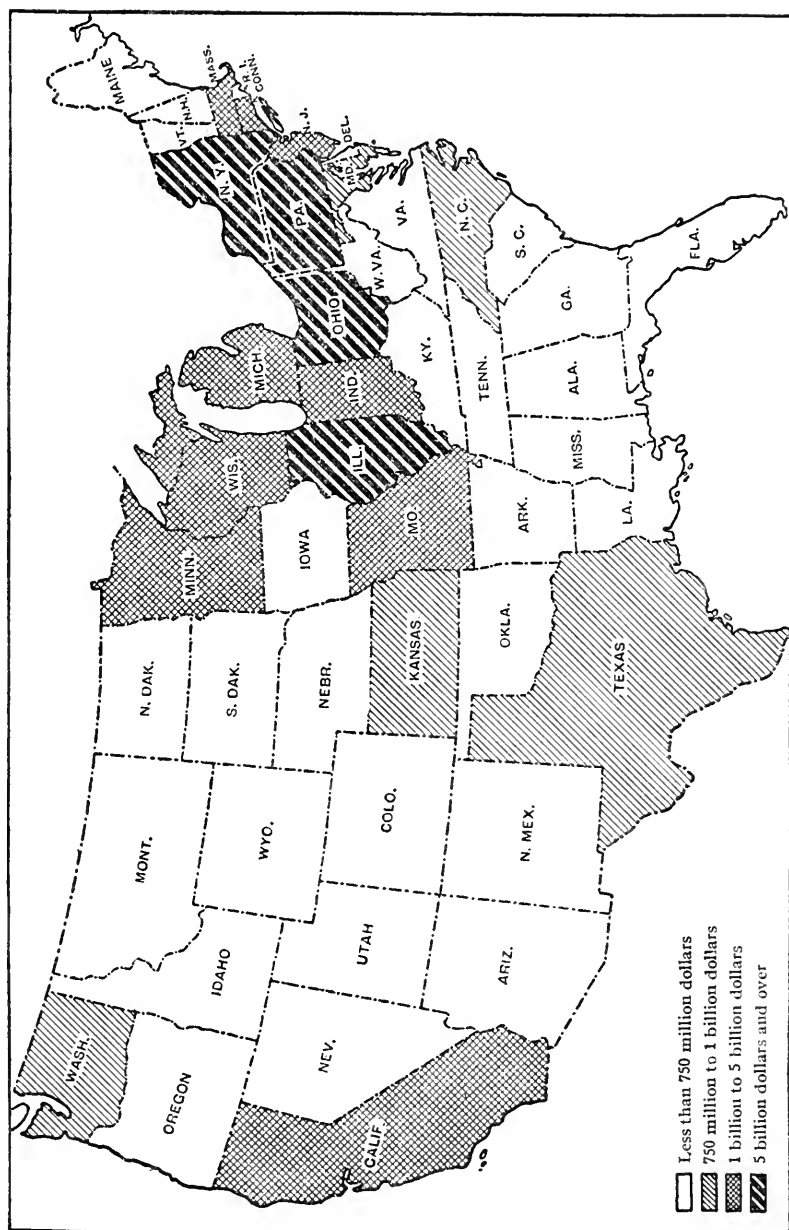 WASH.
OREGON
CALIF.
NEV.
IDAHO
MONT.
WYO.
UTAH
ARIZ.
COLO.
N. MEX.
N. DAK.
S. DAK.
NEBR.
KANSAS
OKLA.
TEXAS
MINN.
IOWA
MO.
ARK.
LA.
WIS.
ILL.
MICH.
IND.
OHIO
KY.
TENN.
MISS.
ALA.
GA.
FLA.
S. C.
N. C.
VA.
W. VA.
MD.
DEL.
PA.
N. J.
N. Y.
CONN.
R. I.
MASS.
VT.
N. H.
MAINE
Less than 750 million dollars
750 million to 1 billion dollars
1 billion to 5 billion dollars
5 billion dollars and over